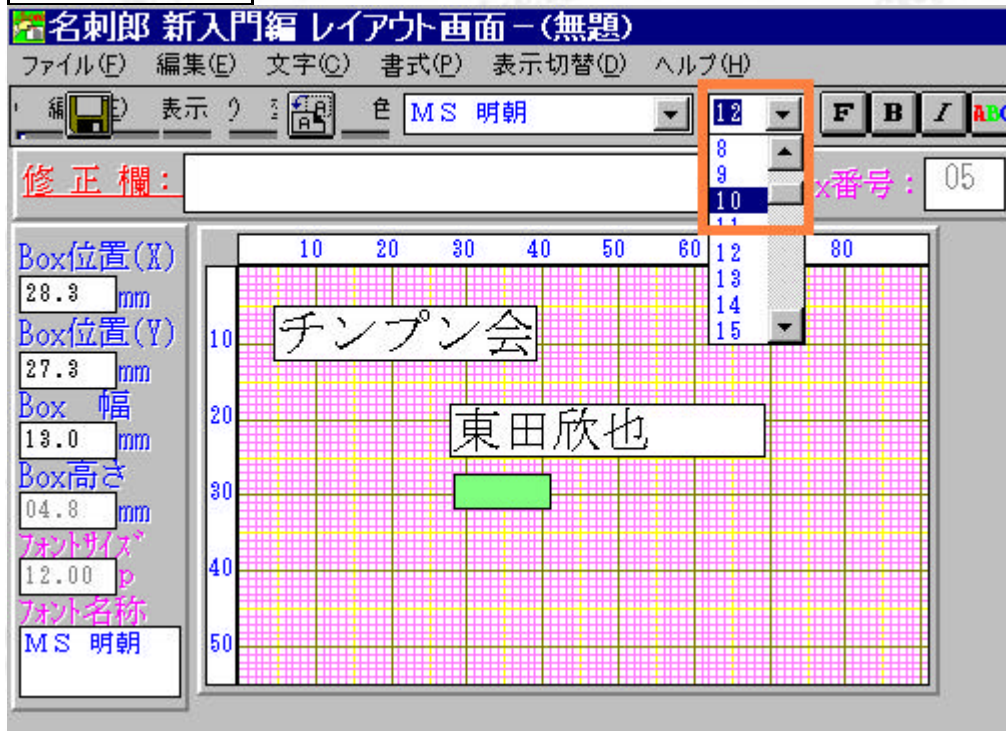 名刺郎 新入門編 レイアウト画面－(無題)
ファイル(F) 編集(E) 文字(C) 書式(P) 表示切替(D) ヘルプ(H)
編 E) 表示 色 ＭＳ 明朝 12 F B I ABC
8
9
10
11
12
13
14
15
修正欄： x番号： 05
Box位置(X)
28.3 mm
Box位置(Y)
27.3 mm
Box 幅
13.0 mm
Box高さ
04.8 mm
フォントサイズ
12.00 p
フォント名称
ＭＳ 明朝
10 20 30 40 50 60 80
10
20
30
40
50
チンプン会
東田欣也